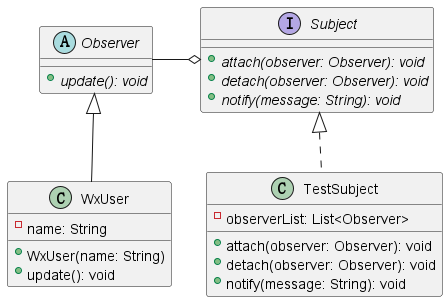 A Observer
update(): void
I Subject
attach(observer: Observer): void
detach(observer: Observer): void
notify(message: String): void
C WxUser
name: String
WxUser(name: String)
update(): void
C TestSubject
observerList: List<Observer>
attach(observer: Observer): void
detach(observer: Observer): void
notify(message: String): void